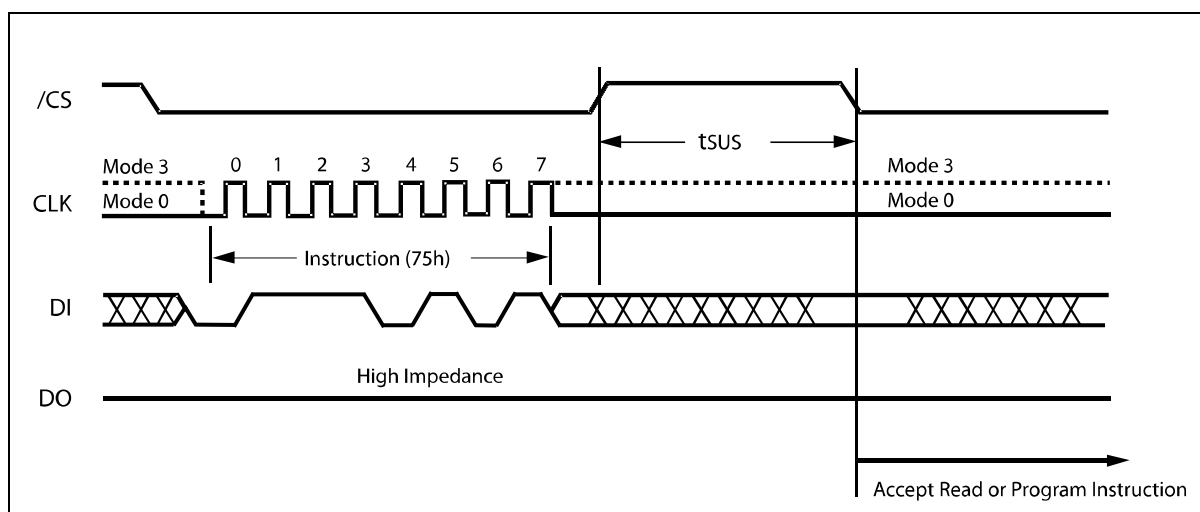 /CS
tSUS
Mode 3
0 1 2 3 4 5 6 7
Mode 3
CLK
Mode 0
Mode 0
Instruction (75h)
DI
High Impedance
DO
Accept Read or Program Instruction